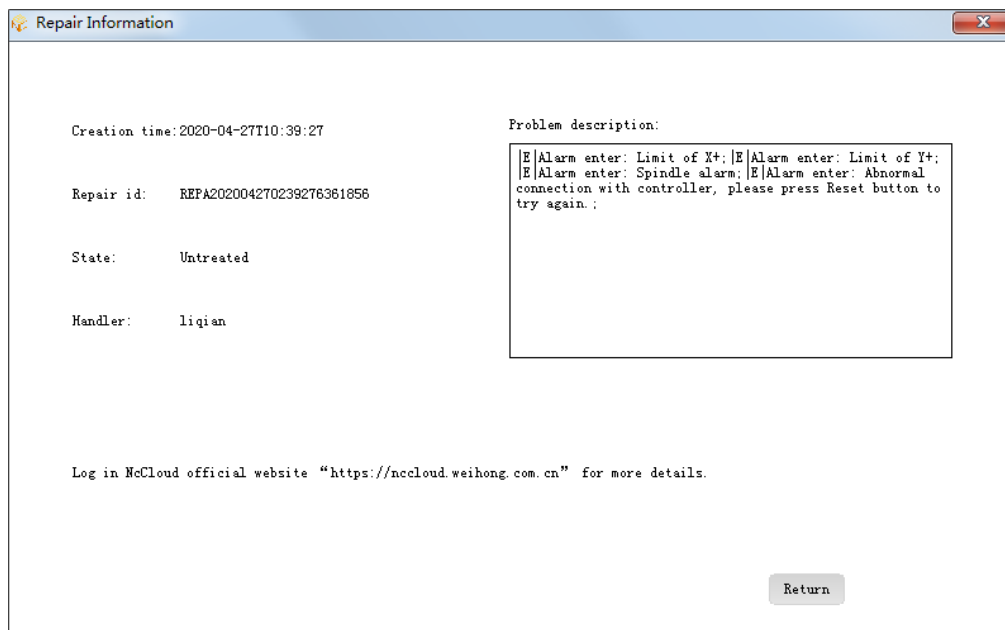 Repair Information
Creation time:2020-04-27T10:39:27
Repair id: REPA202004270239276361856
State: Untreated
Handler: liqian
Problem description:
|E|Alarm enter: Limit of X+; |E|Alarm enter: Limit of Y+;
|E|Alarm enter: Spindle alarm; |E|Alarm enter: Abnormal
connection with controller, please press Reset button to
try again.;
Log in NcCloud official website “https://nccloud.weihong.com.cn” for more details.
Return